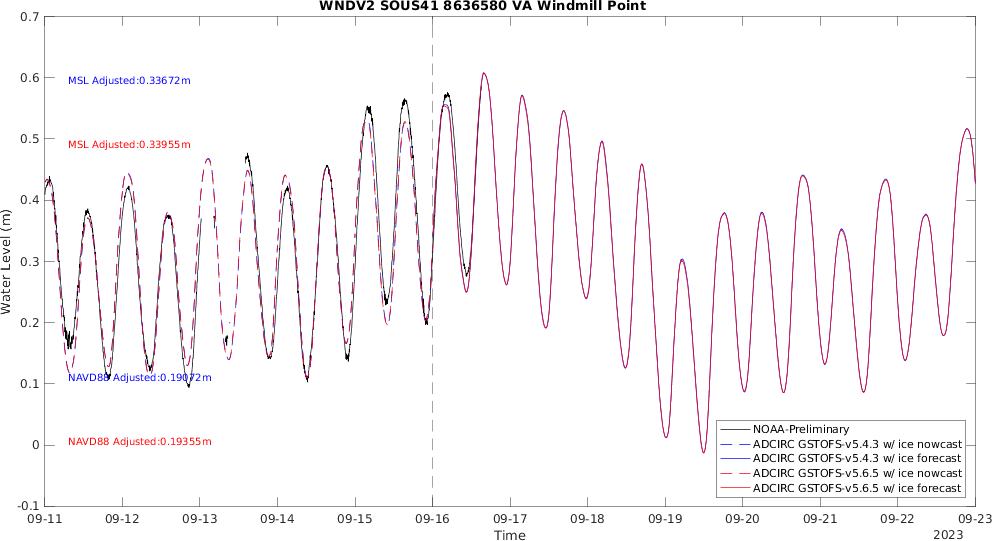 WNDV2 SOUS41 8636580 VA Windmill Point
0.7
0.6
0.5
0.4
0.3
0.2
0.1
0
-0.1
Water Level (m)
MSL Adjusted:0.33672m
MSL Adjusted:0.33955m
NAVD88 Adjusted:0.19072m
NAVD88 Adjusted:0.19355m
NOAA-Preliminary
ADCIRC GSTOFS-v5.4.3 w/ ice nowcast
ADCIRC GSTOFS-v5.4.3 w/ ice forecast
ADCIRC GSTOFS-v5.6.5 w/ ice nowcast
ADCIRC GSTOFS-v5.6.5 w/ ice forecast
09-11 09-12 09-13 09-14 09-15 09-16 09-17 09-18 09-19 09-20 09-21 09-22 09-23
Time
2023